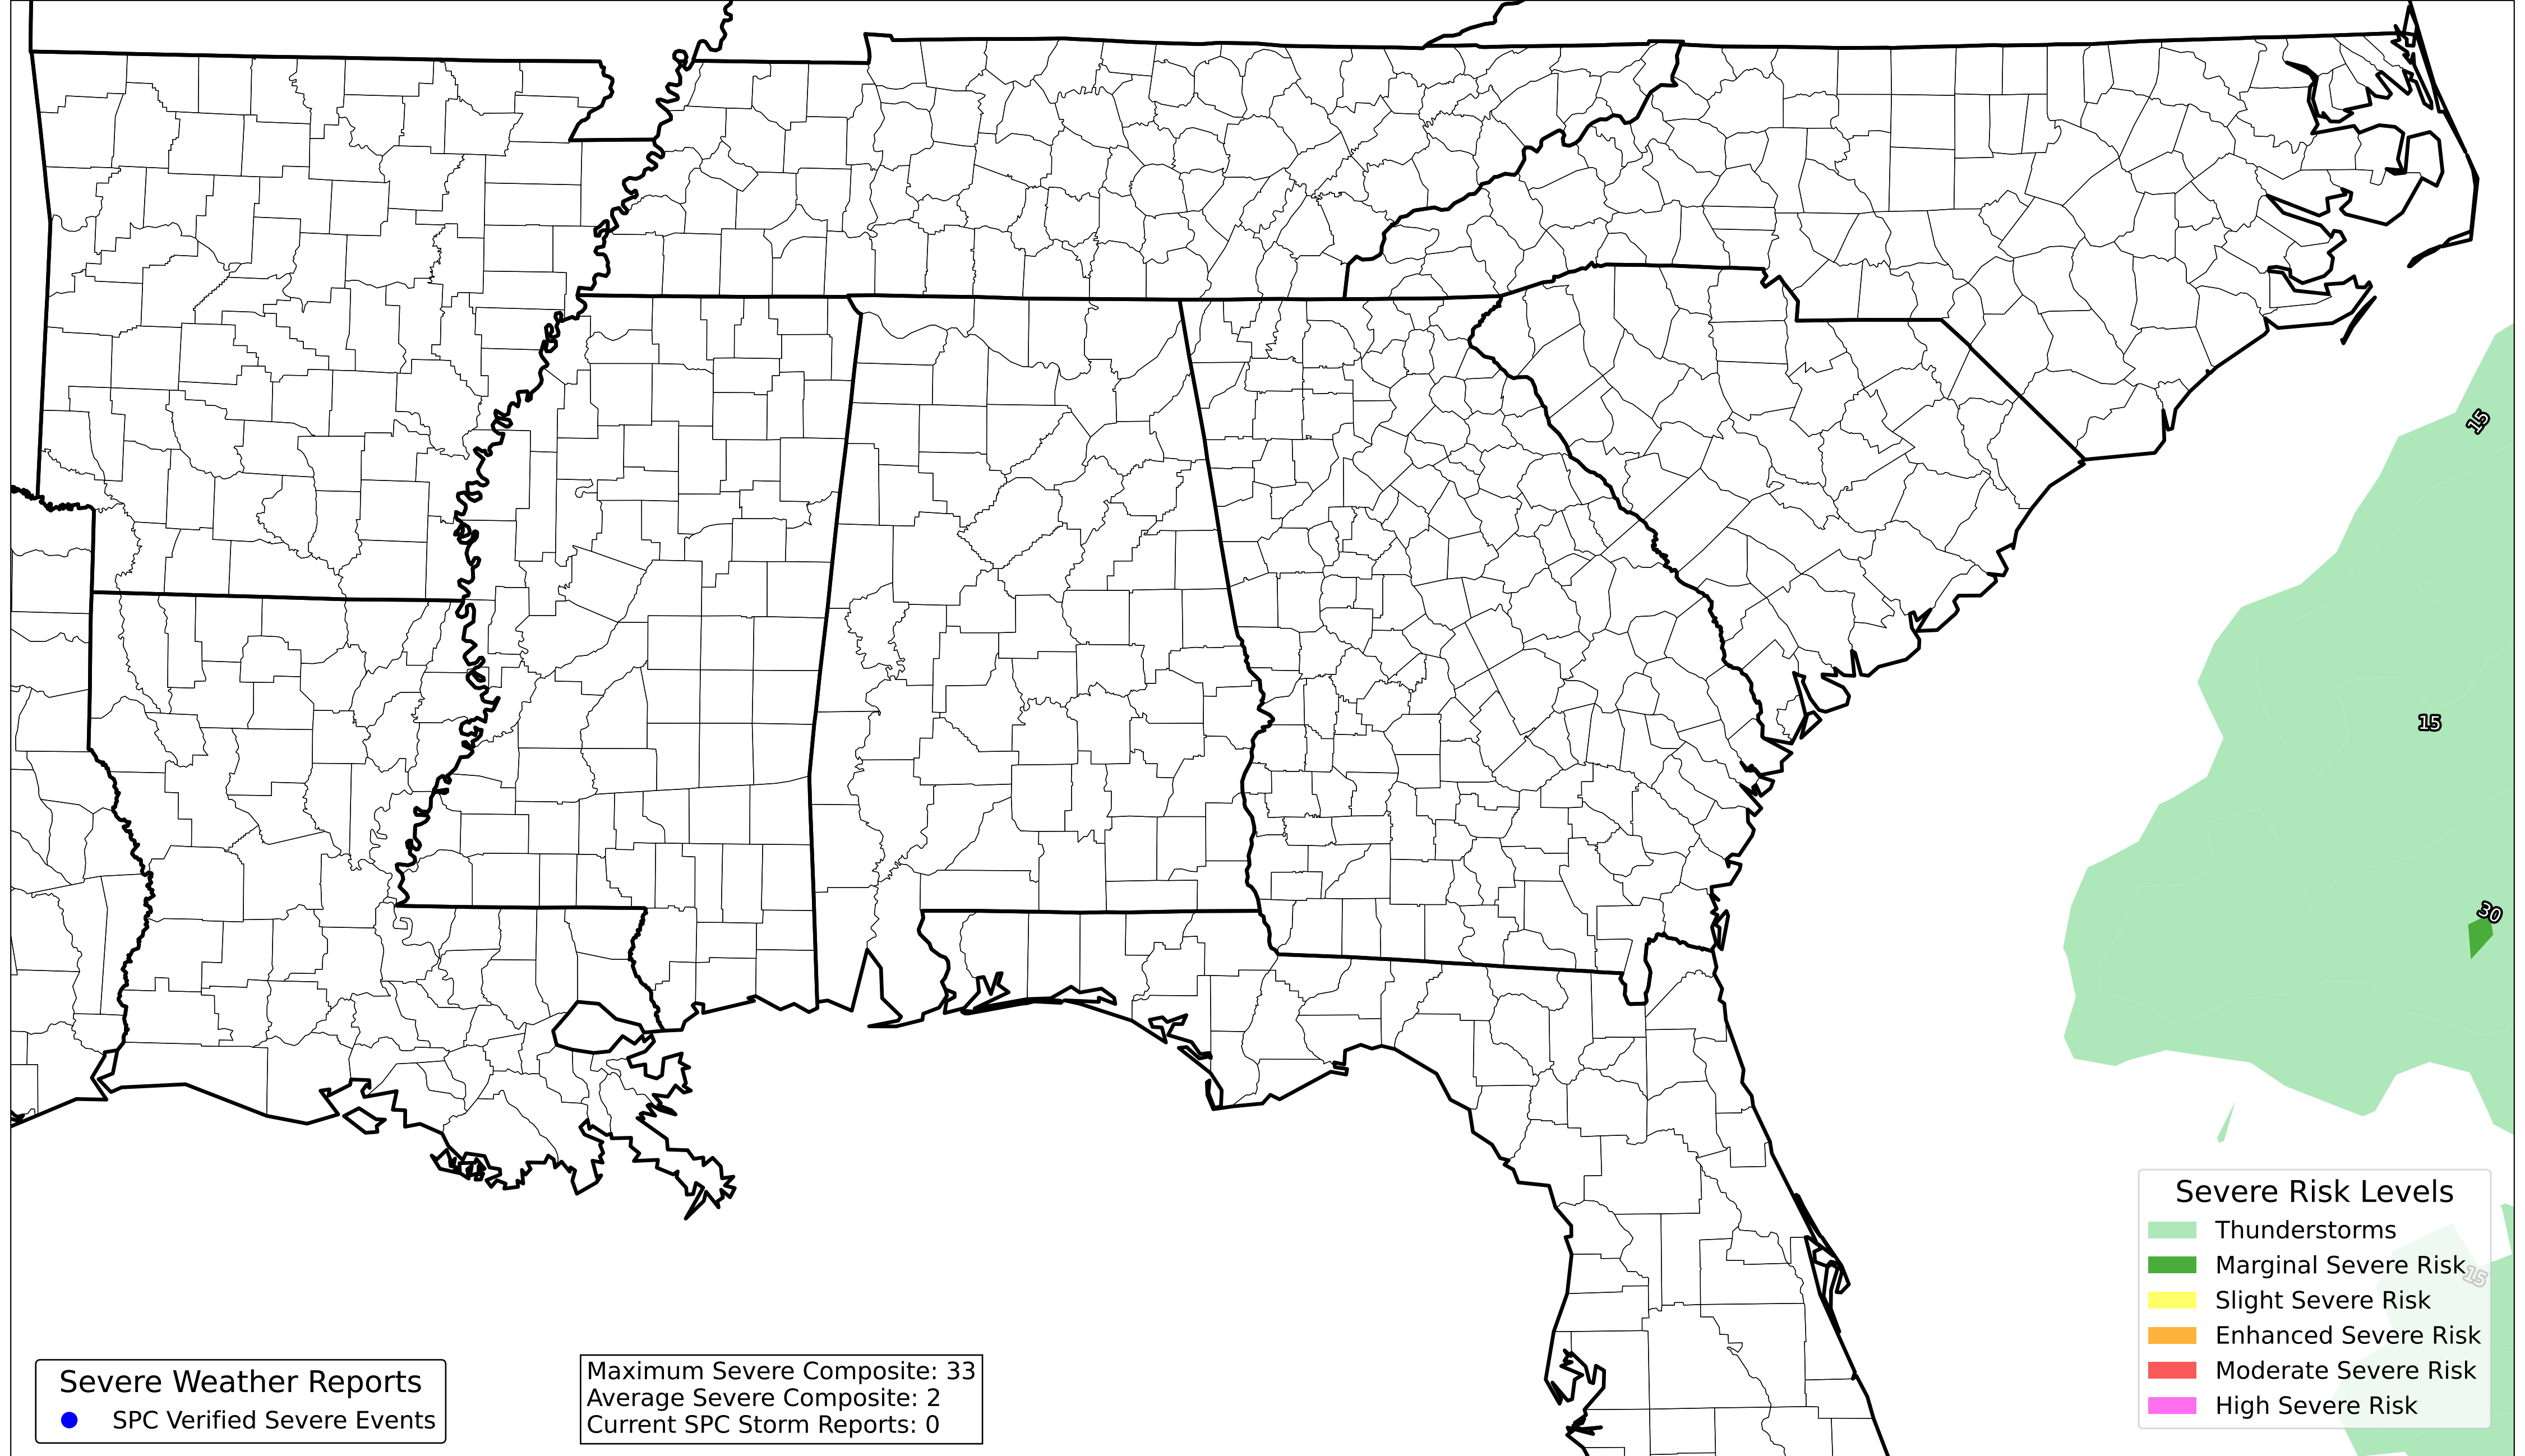 15
15
30
Severe Risk Levels
Thunderstorms
Marginal Severe Risk
15
Slight Severe Risk
Enhanced Severe Risk
Moderate Severe Risk
High Severe Risk
Severe Weather Reports
SPC Verified Severe Events
Maximum Severe Composite: 33
Average Severe Composite: 2
Current SPC Storm Reports: 0